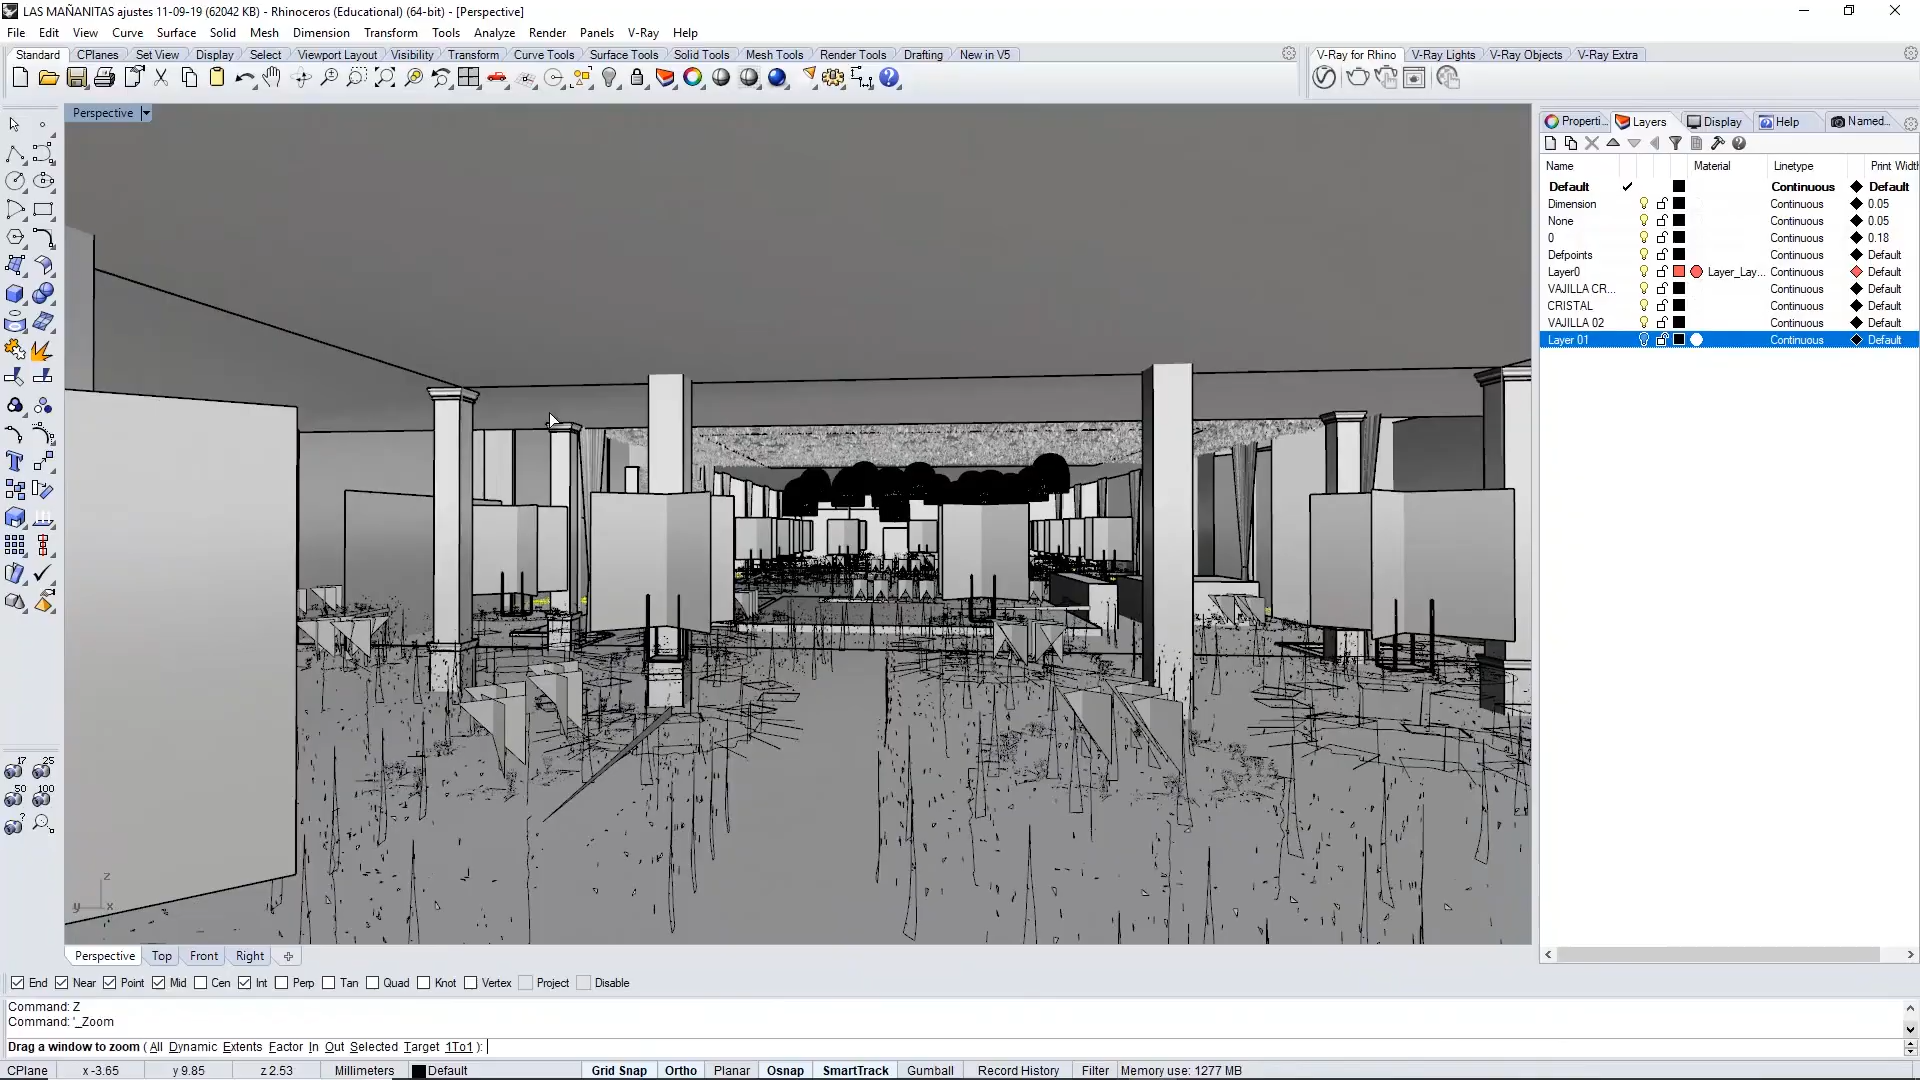 LAS MAÑANITAS ajustes 11-09-19 (62042 KB) - Rhinoceros (Educational) (64-bit) - [Perspective]
File Edit View Curve Surface Solid Mesh Dimension Transform Tools Analyze Render Panels V-Ray Help
Standard CPlanes Set View Display Select Viewport Layout Visibility Transform Curve Tools Surface Tools Solid Tools Mesh Tools Render Tools Drafting New in V5 V-Ray for Rhino V-Ray Lights V-Ray Objects V-Ray Extra
Perspective
Properti... Layers Display Help Named...
Name Material Linetype Print Width
Default Continuous Default
Dimension Continuous 0.05
None Continuous 0.05
0 Continuous 0.18
Defpoints Continuous Default
Layer0 Layer_Lay... Continuous Default
VAJILLA CR... Continuous Default
CRISTAL Continuous Default
VAJILLA 02 Continuous Default
Layer 01 Continuous Default
17 25
50 100
z
y x
Perspective Top Front Right
End Near Point Mid Cen Int Perp Tan Quad Knot Vertex Project Disable
Command: Z
Command: '_Zoom
Drag a window to zoom ( All Dynamic Extents Factor In Out Selected Target 1To1 ):
CPlane x -3.65 y 9.85 z 2.53 Millimeters Default Grid Snap Ortho Planar Osnap SmartTrack Gumball Record History Filter Memory use: 1277 MB